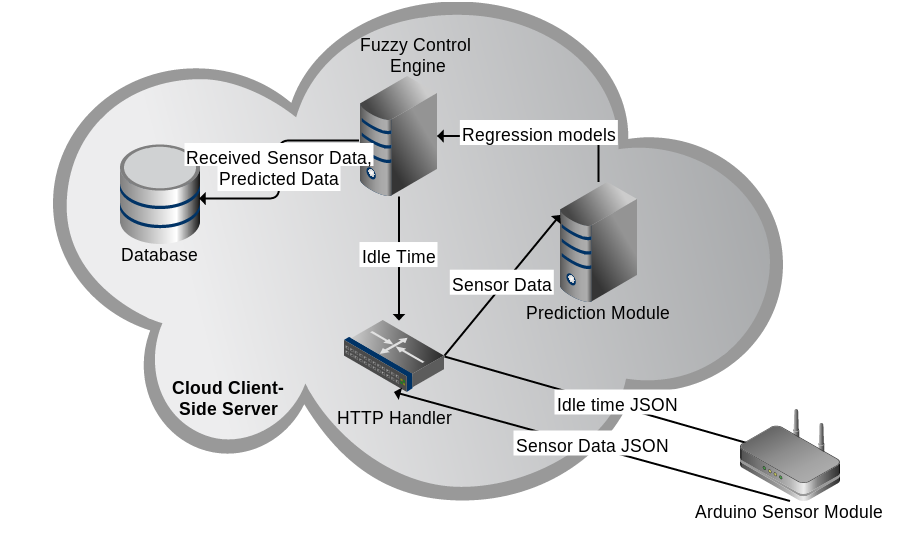 Fuzzy Control
Engine
Regression models
Received Sensor Data,
Predicted Data
Database
Idle Time
Sensor Data
Prediction Module
Cloud Client-
Side Server
HTTP Handler
Idle time JSON
Sensor Data JSON
Arduino Sensor Module